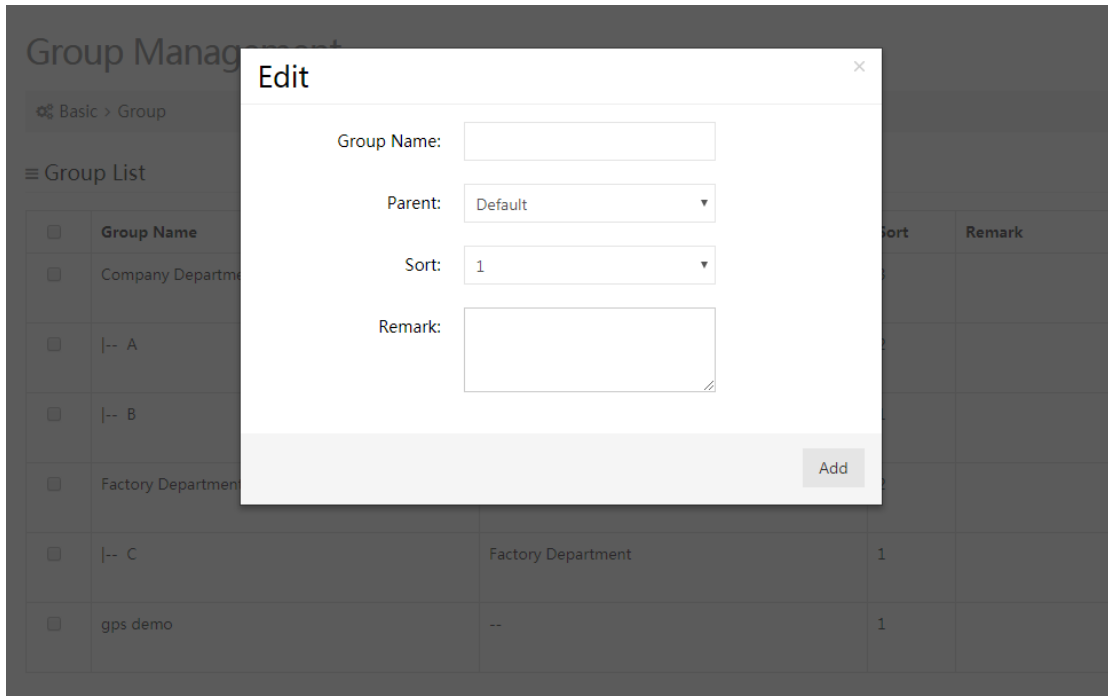 Group Manag
Edit
×
Basic > Group
Group Name:
Parent:
Default
Sort:
1
Remark:
Add
Group List
Group Name
Sort
Remark
Company Departme
3
|-- A
2
|-- B
1
Factory Department
2
|-- C
Factory Department
1
gps demo
--
1